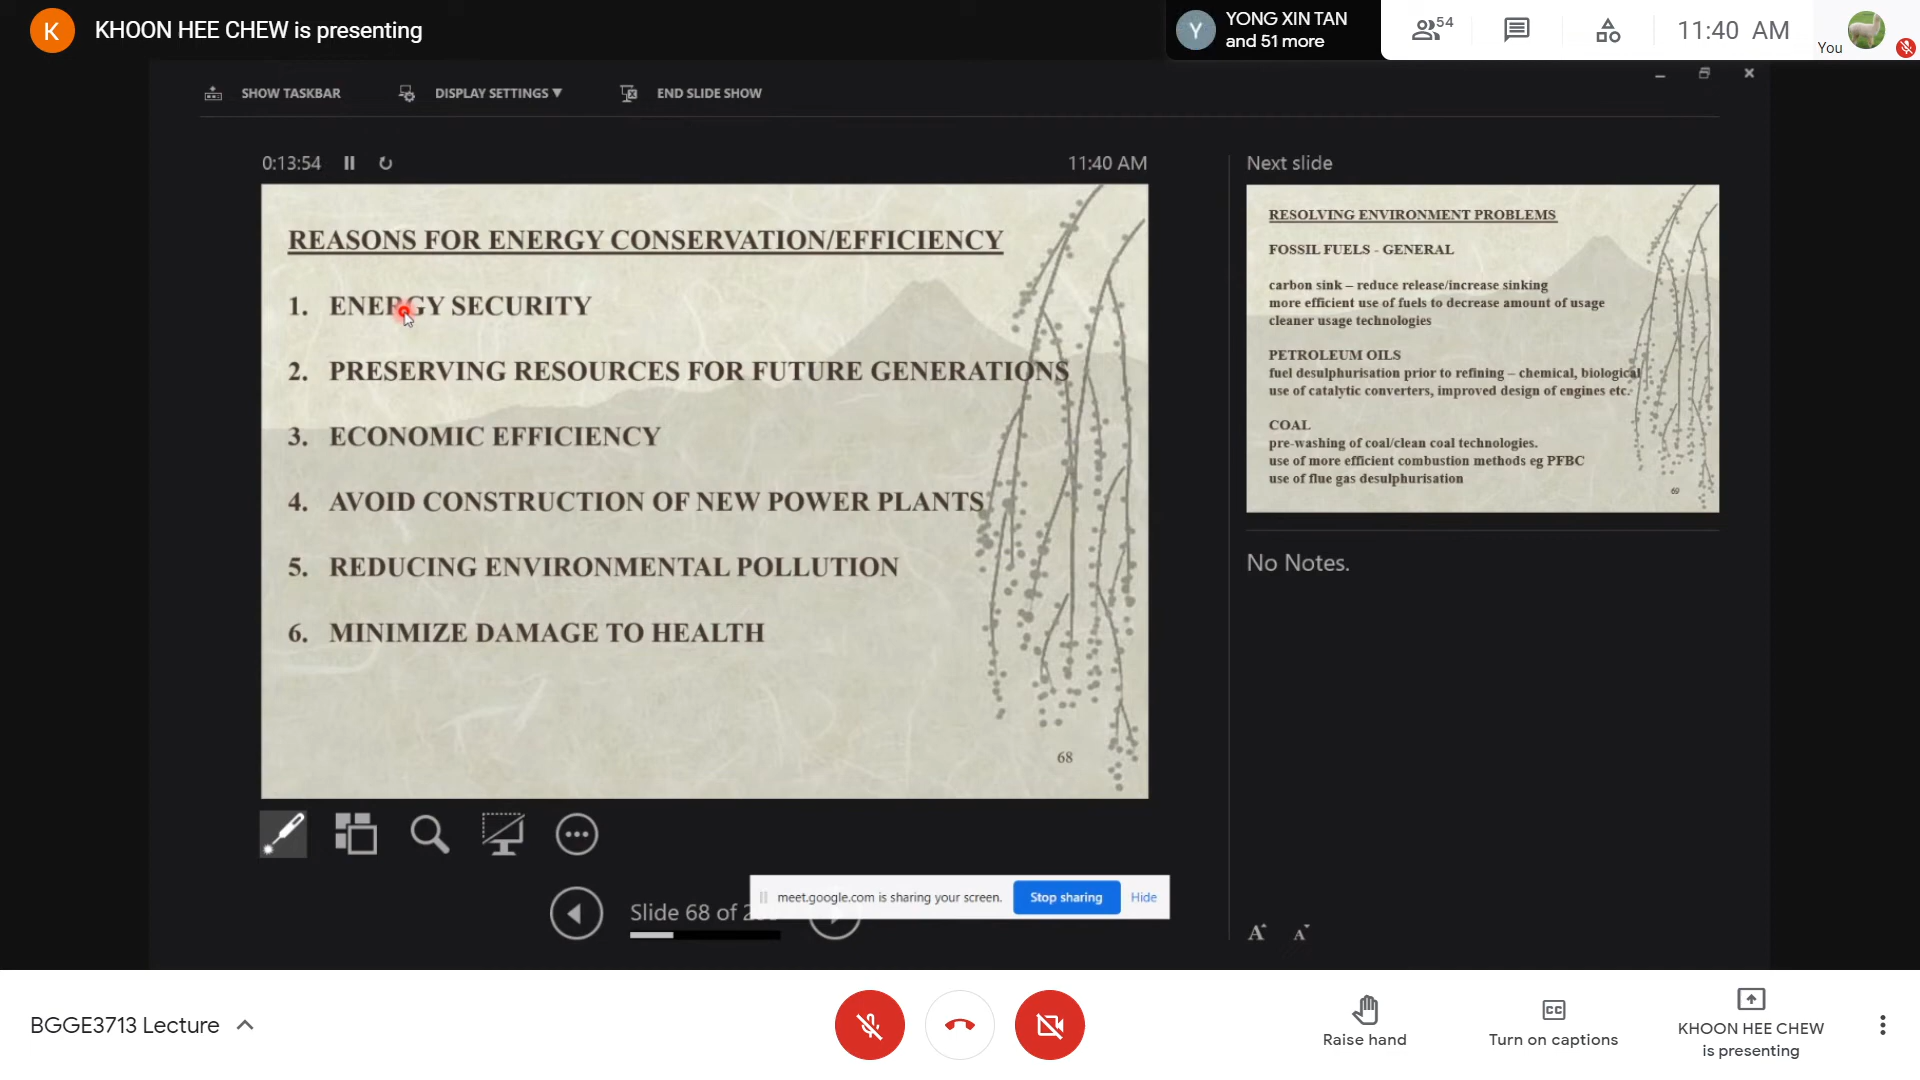 K
KHOON HEE CHEW is presenting
Y
YONG XIN TAN
and 51 more
54
11:40 AM
You
SHOW TASKBAR
DISPLAY SETTINGS ▼
END SLIDE SHOW
0:13:54
11:40 AM
REASONS FOR ENERGY CONSERVATION/EFFICIENCY
1. ENERGY SECURITY
2. PRESERVING RESOURCES FOR FUTURE GENERATIONS
3. ECONOMIC EFFICIENCY
4. AVOID CONSTRUCTION OF NEW POWER PLANTS
5. REDUCING ENVIRONMENTAL POLLUTION
6. MINIMIZE DAMAGE TO HEALTH
68
Next slide
RESOLVING ENVIRONMENT PROBLEMS
FOSSIL FUELS - GENERAL
carbon sink – reduce release/increase sinking
more efficient use of fuels to decrease amount of usage
cleaner usage technologies
PETROLEUM OILS
fuel desulphurisation prior to refining – chemical, biological
use of catalytic converters, improved design of engines etc.
COAL
pre-washing of coal/clean coal technologies.
use of more efficient combustion methods eg PFBC
use of flue gas desulphurisation
69
No Notes.
Slide 68 of
meet.google.com is sharing your screen.
Stop sharing
Hide
A A
BGGE3713 Lecture
Raise hand
CC
Turn on captions
KHOON HEE CHEW
is presenting